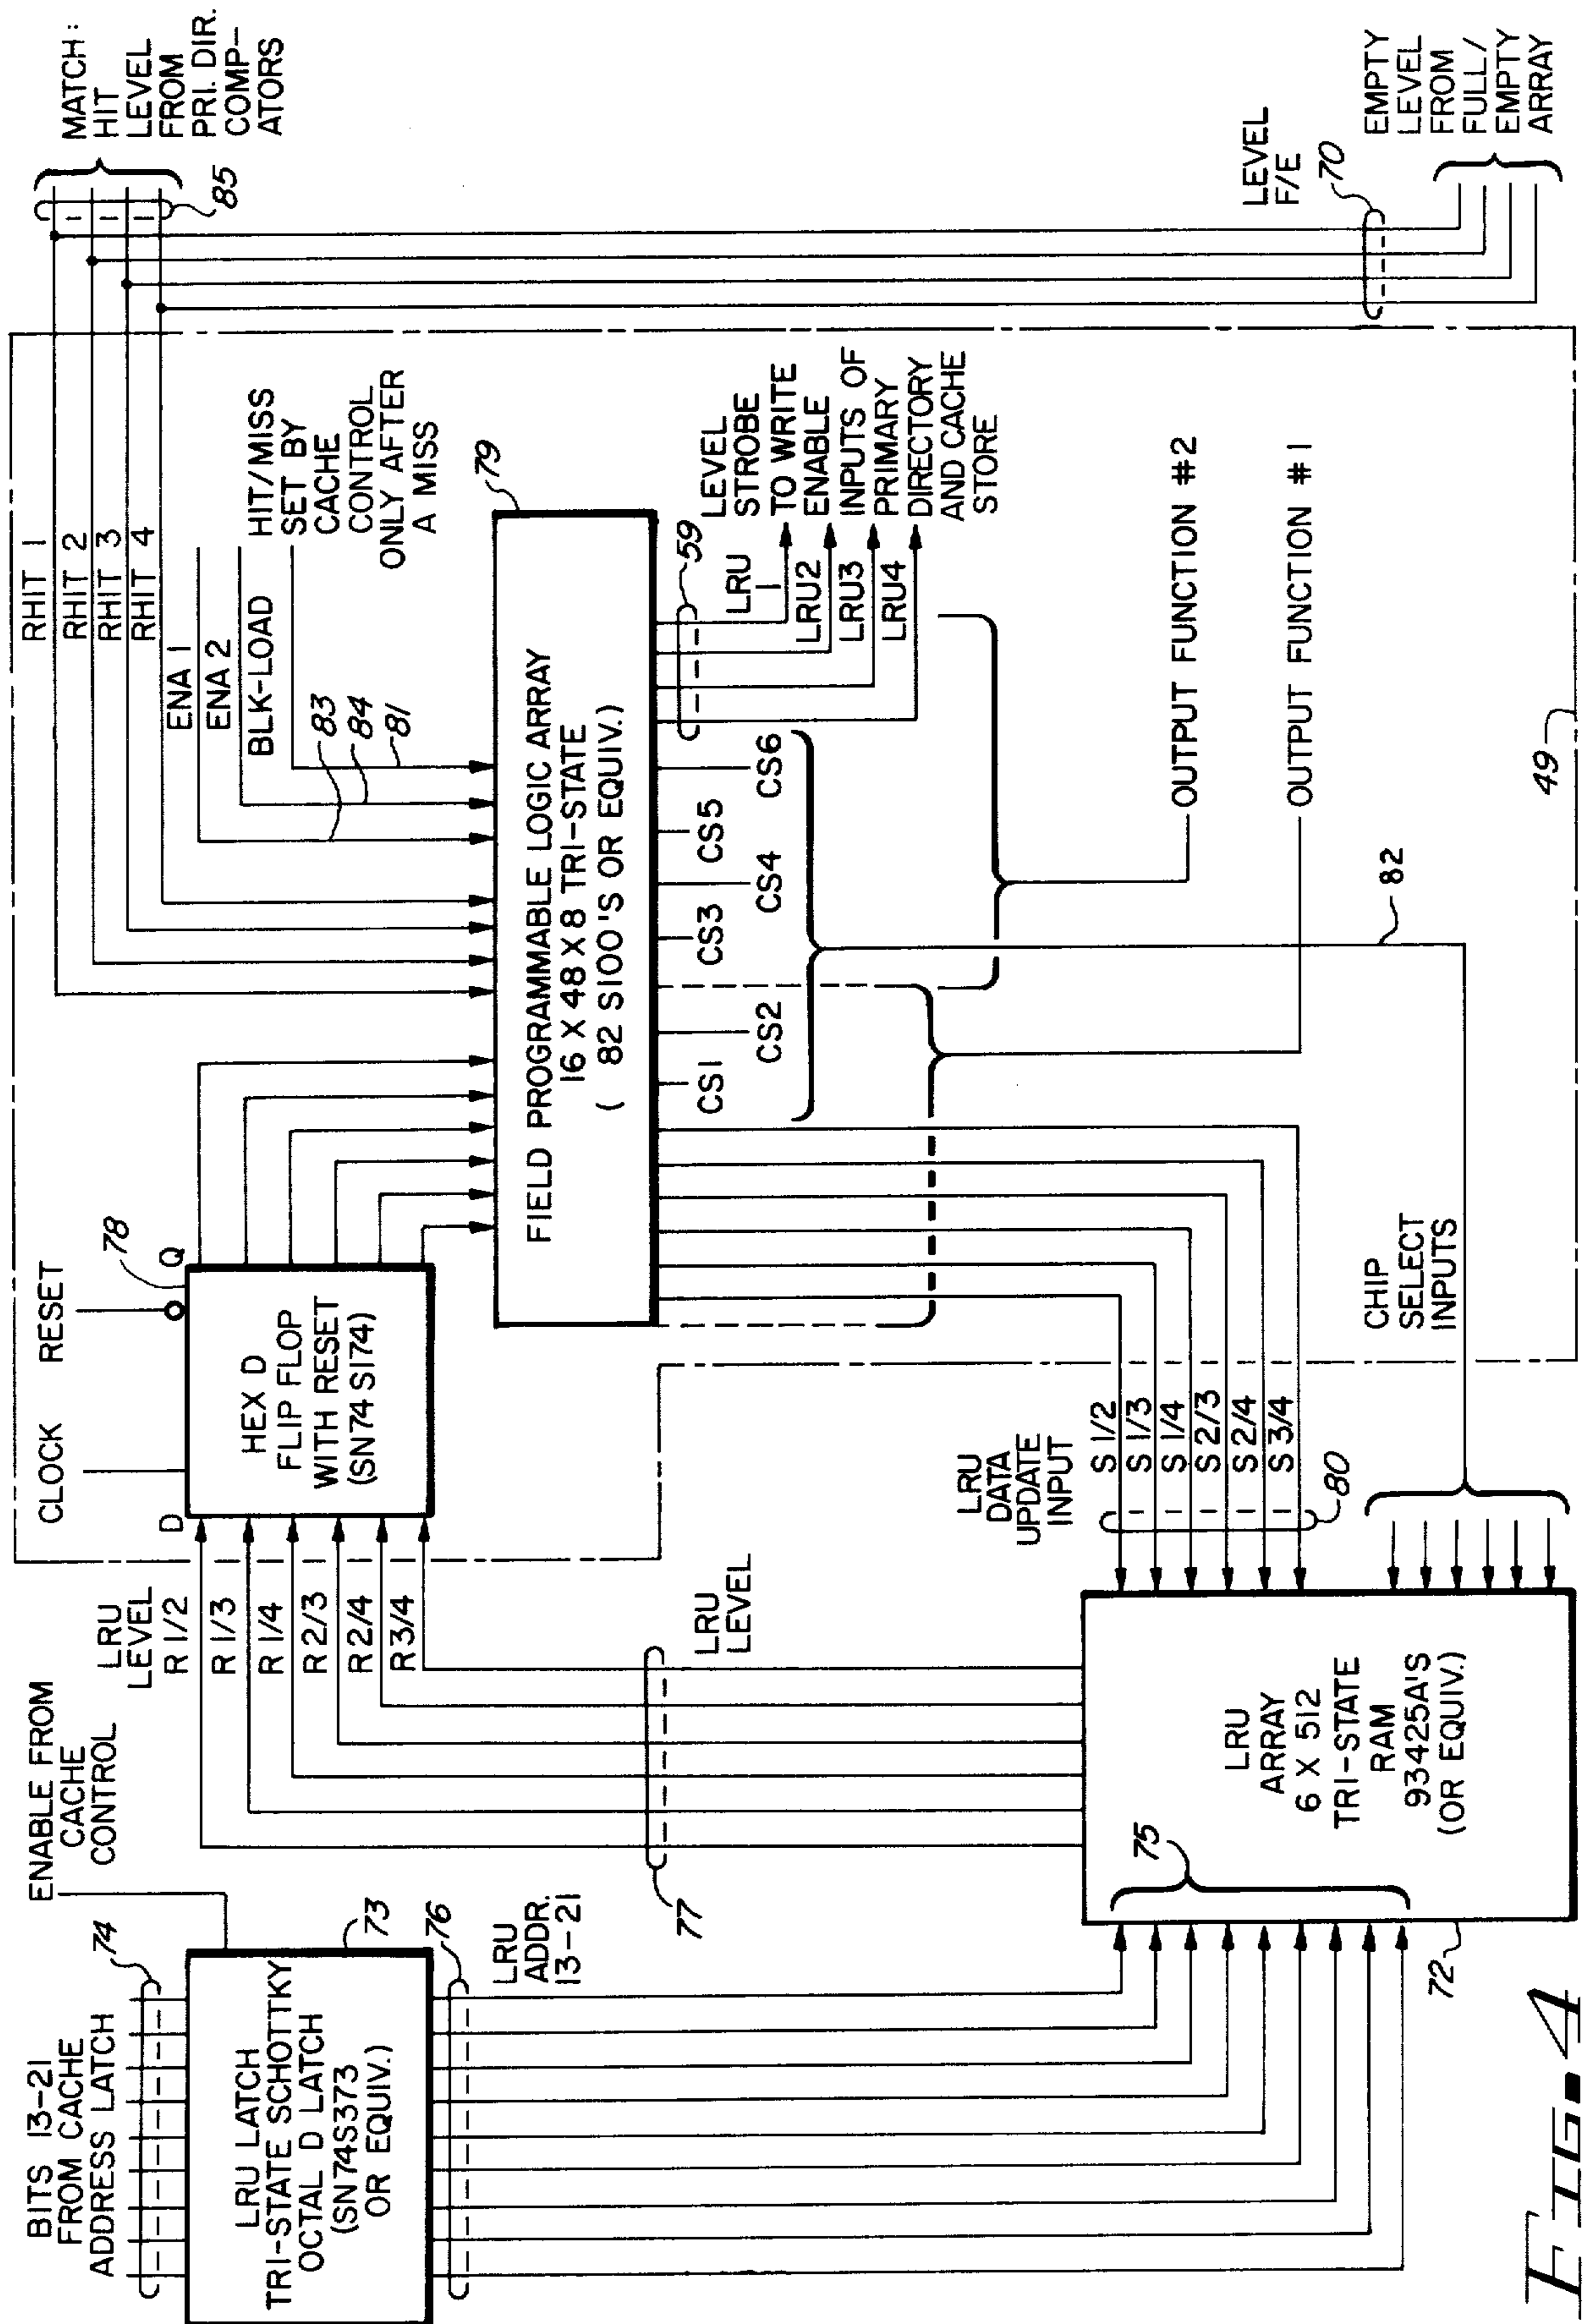 BITS 13-21
FROM CACHE
ADDRESS LATCH
74
ENABLE FROM
CACHE
CONTROL
LRU LATCH
TRI-STATE SCHOTTKY
OCTAL D LATCH
(SN74S373
OR EQUIV.)
73
76
LRU
ADDR.
13-21
LRU
LEVEL
R 1/2
R 1/3
R 1/4
R 2/3
R 2/4
R3/4
77
LRU
LEVEL
CLOCK
RESET
D
Q
78
HEX D
FLIP FLOP
WITH RESET
(SN74 S174)
75
LRU
ARRAY
6 X 512
TRI-STATE
RAM
93425A'S
(OR EQUIV.)
72
LRU
DATA
UPDATE
INPUT
S 1/2
S 1/3
S 1/4
S 2/3
S 2/4
S 3/4
80
CHIP
SELECT
INPUTS
82
RHIT 1
RHIT 2
RHIT 3
RHIT 4
ENA 1
ENA 2
BLK-LOAD
83
84
81
HIT/MISS
SET BY
CACHE
CONTROL
ONLY AFTER
A MISS
FIELD PROGRAMMABLE LOGIC ARRAY
16 X 48 X 8 TRI-STATE
( 82 S100'S OR EQUIV.)
79
CS1
CS2
CS3
CS4
CS5
CS6
59
LRU
1
LRU2
LRU3
LRU4
LEVEL
STROBE
TO WRITE
ENABLE
INPUTS OF
PRIMARY
DIRECTORY
AND CACHE
STORE
OUTPUT FUNCTION #2
OUTPUT FUNCTION #1
49
MATCH:
HIT
LEVEL
FROM
PRI. DIR.
COMP-
ATORS
85
LEVEL
F/E
70
EMPTY
LEVEL
FROM
FULL/
EMPTY
ARRAY
FIG. 4